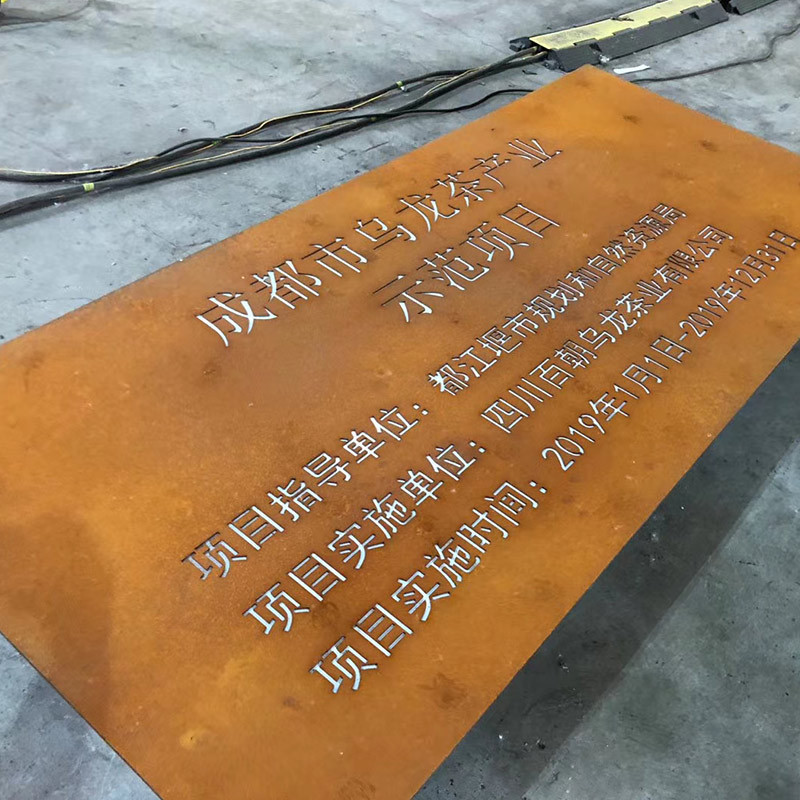 成都市乌龙茶产业
示范项目
项目指导单位：都江堰市规划和自然资源局
项目实施单位：四川百朝乌龙茶业有限公司
项目实施时间：2019年1月1日-2019年12月31日